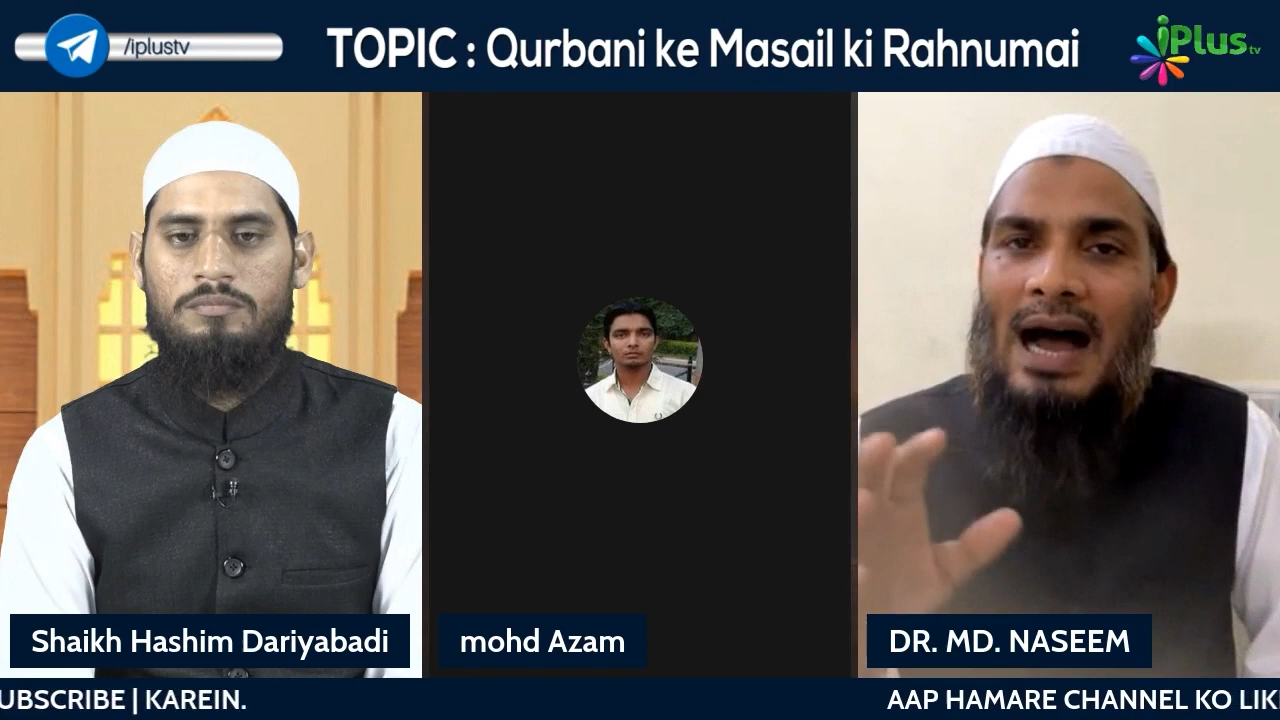 /iplustv
TOPIC : Qurbani ke Masail ki Rahnumai
iPlus tv
Shaikh Hashim Dariyabadi
mohd Azam
DR. MD. NASEEM
UBSCRIBE | KAREIN.
AAP HAMARE CHANNEL KO LIK